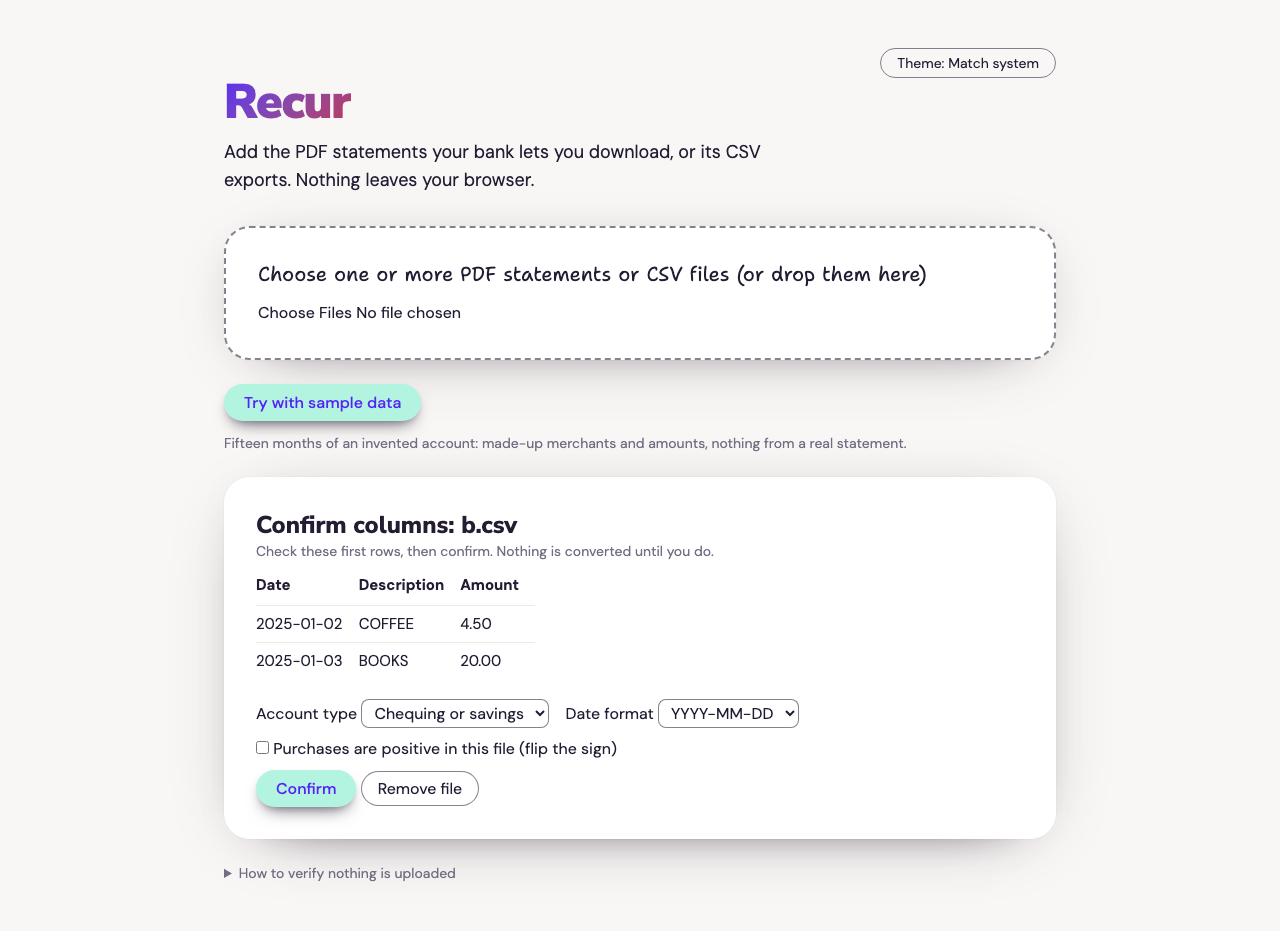 Theme: Match system
Recur
Add the PDF statements your bank lets you download, or its CSV
exports. Nothing leaves your browser.
Choose one or more PDF statements or CSV files (or drop them here)
Choose Files No file chosen
Try with sample data
Fifteen months of an invented account: made-up merchants and amounts, nothing from a real statement.
Confirm columns: b.csv
Check these first rows, then confirm. Nothing is converted until you do.
Date Description Amount
2025-01-02 COFFEE 4.50
2025-01-03 BOOKS 20.00
Account type Chequing or savings Date format YYYY-MM-DD
Purchases are positive in this file (flip the sign)
Confirm Remove file
How to verify nothing is uploaded